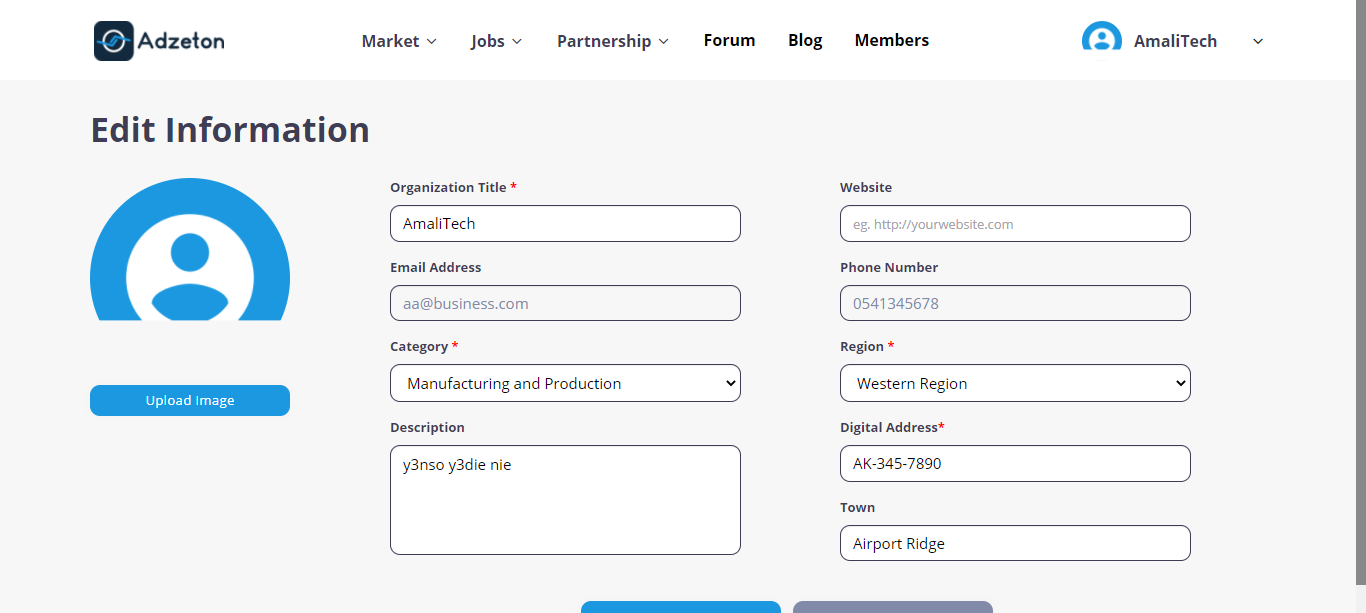 Adzeton
Market
Jobs
Partnership
Forum
Blog
Members
AmaliTech
Edit Information
Upload Image
Organization Title *
AmaliTech
Website
eg. http://yourwebsite.com
Email Address
aa@business.com
Phone Number
0541345678
Category *
Manufacturing and Production
Region *
Western Region
Description
y3nso y3die nie
Digital Address*
AK-345-7890
Town
Airport Ridge